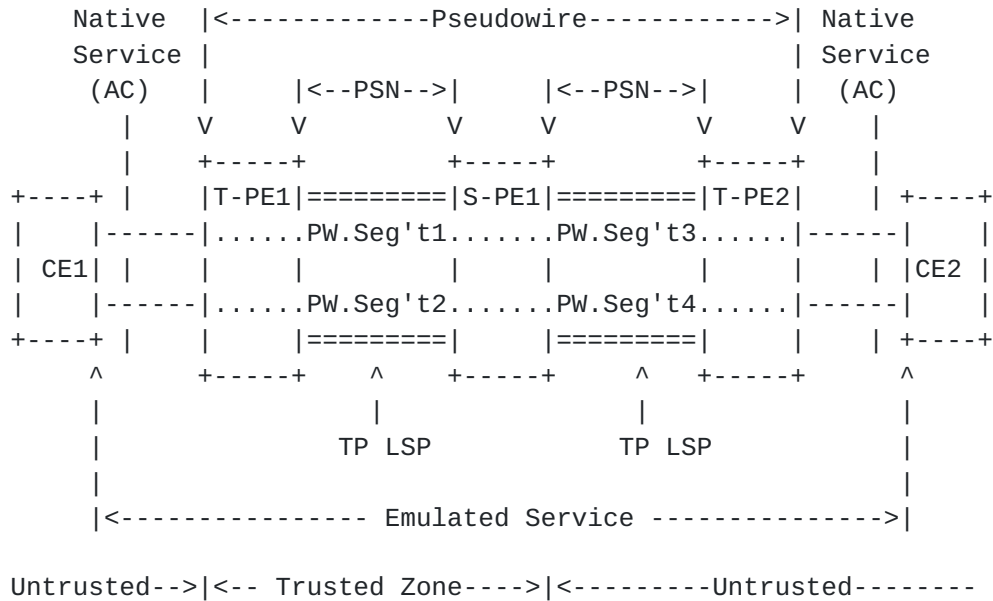 Native  |<-------------Pseudowire------------>| Native
    Service |                                     | Service
     (AC)   |     |<--PSN-->|     |<--PSN-->|     |  (AC)
       |    V     V         V     V         V     V    |
       |    +-----+         +-----+         +-----+    |
+----+ |    |T-PE1|=========|S-PE1|=========|T-PE2|    | +----+
|    |------|......PW.Seg't1.......PW.Seg't3......|------|    |
| CE1| |    |     |         |     |         |     |    | |CE2 |
|    |------|......PW.Seg't2.......PW.Seg't4......|------|    |
+----+ |    |     |=========|     |=========|     |    | +----+
     ^      +-----+    ^    +-----+     ^   +-----+      ^
     |                 |                |                |
     |               TP LSP            TP LSP            |
     |                                                   |
     |<---------------- Emulated Service --------------->|

Untrusted-->|<-- Trusted Zone---->|<---------Untrusted--------